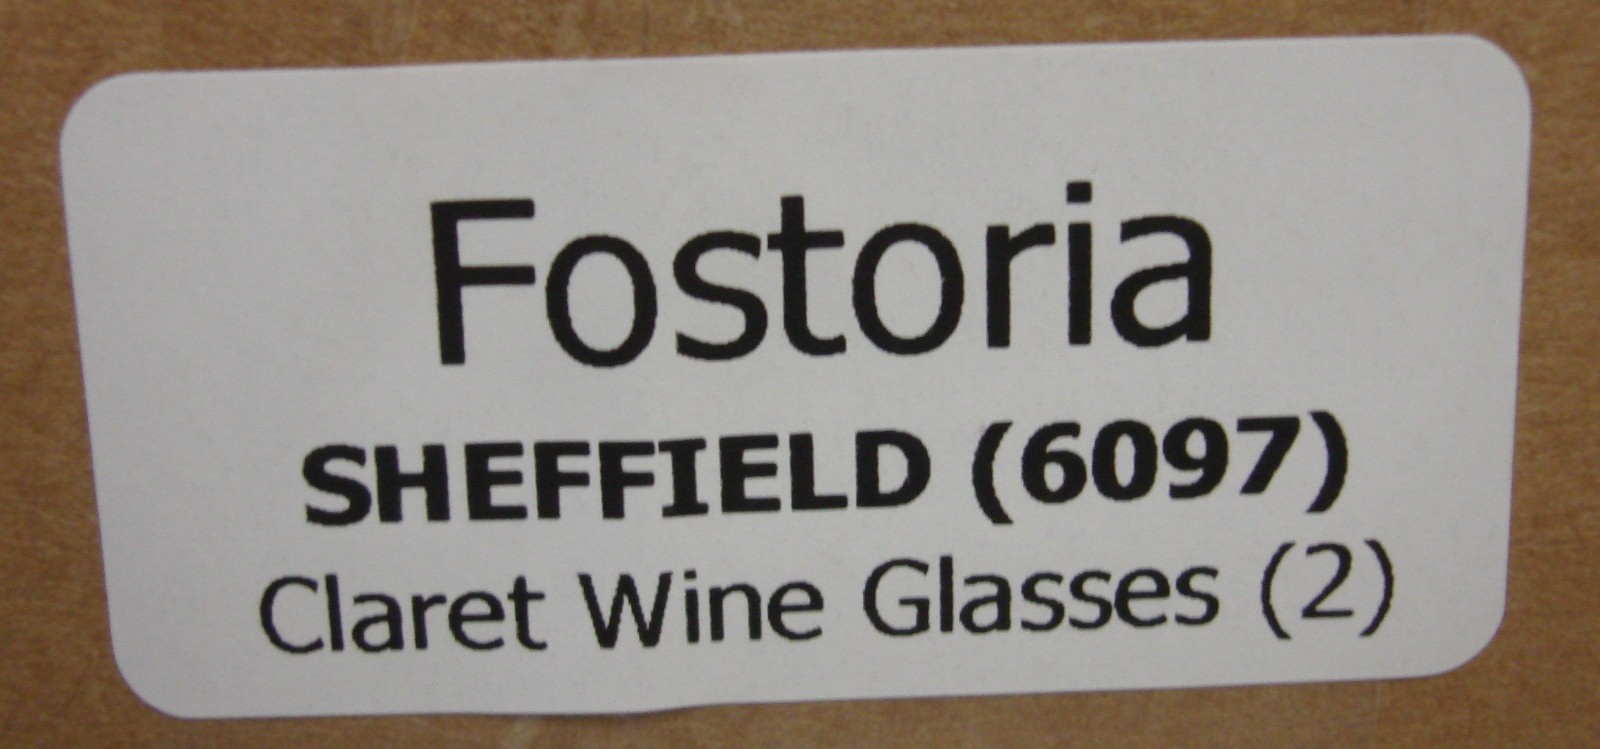 Fostoria
SHEFFIELD (6097)
Claret Wine Glasses (2)